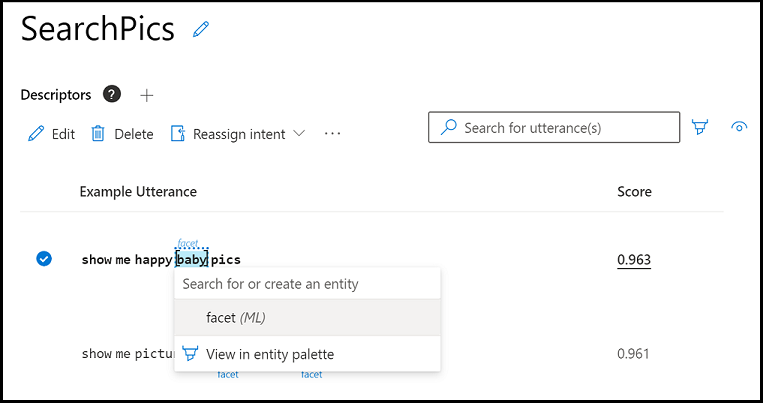 SearchPics
Descriptors ? +
Edit Delete Reassign intent ...
Search for utterance(s)
Example Utterance Score
facet
show me happy baby pics 0.963
Search for or create an entity
facet (ML)
View in entity palette
show me 0.961
facet facet